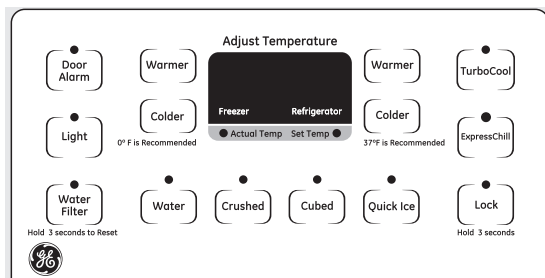 Adjust Temperature
Door
Alarm
Warmer
Warmer
TurboCool
Freezer Refrigerator
Light
Colder
Colder
ExpressChill
Actual Temp Set Temp
0° F is Recommended
37°F is Recommended
Water
Filter
Water
Crushed
Cubed
Quick Ice
Lock
Hold 3 seconds to Reset
Hold 3 seconds
GE